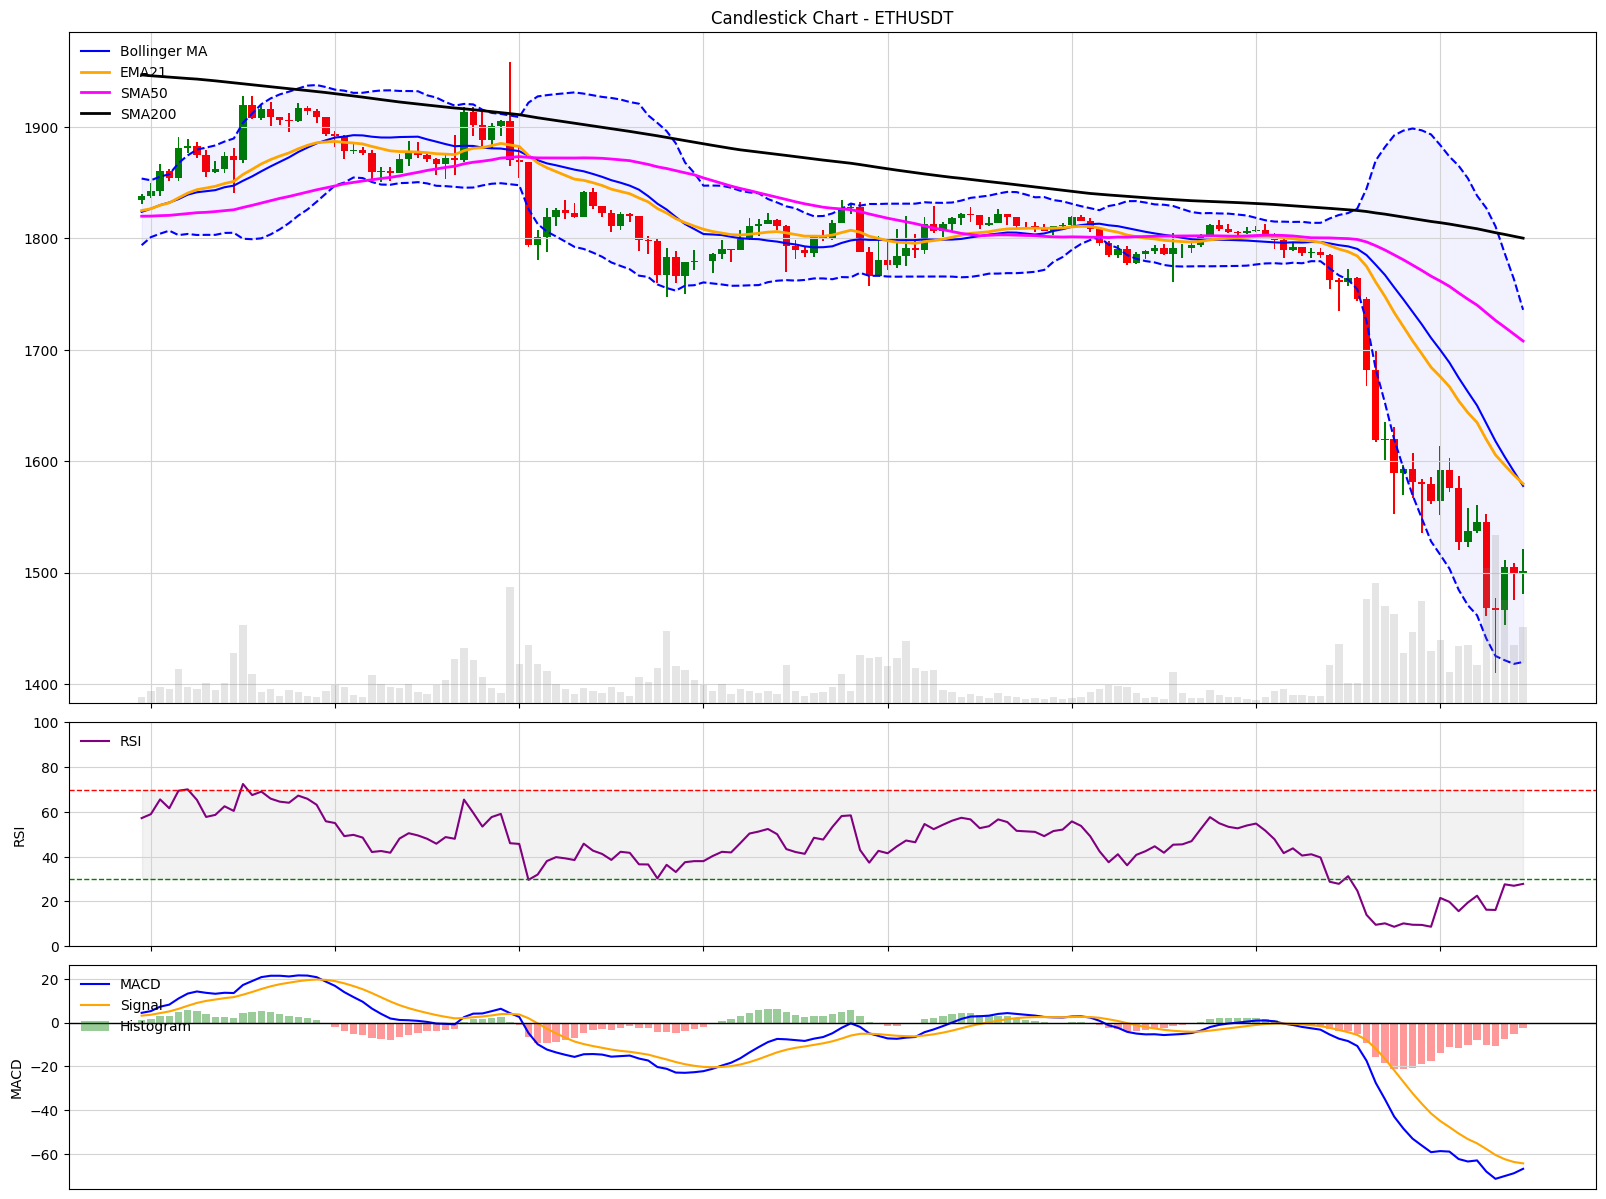 Candlestick Chart - ETHUSDT
Bollinger MA
EMA21
SMA50
SMA200
1900
1800
1700
1600
1500
1400
RSI
100
80
60
40
20
0
RSI
MACD
Signal
Histogram
20
0
−20
−40
−60
MACD